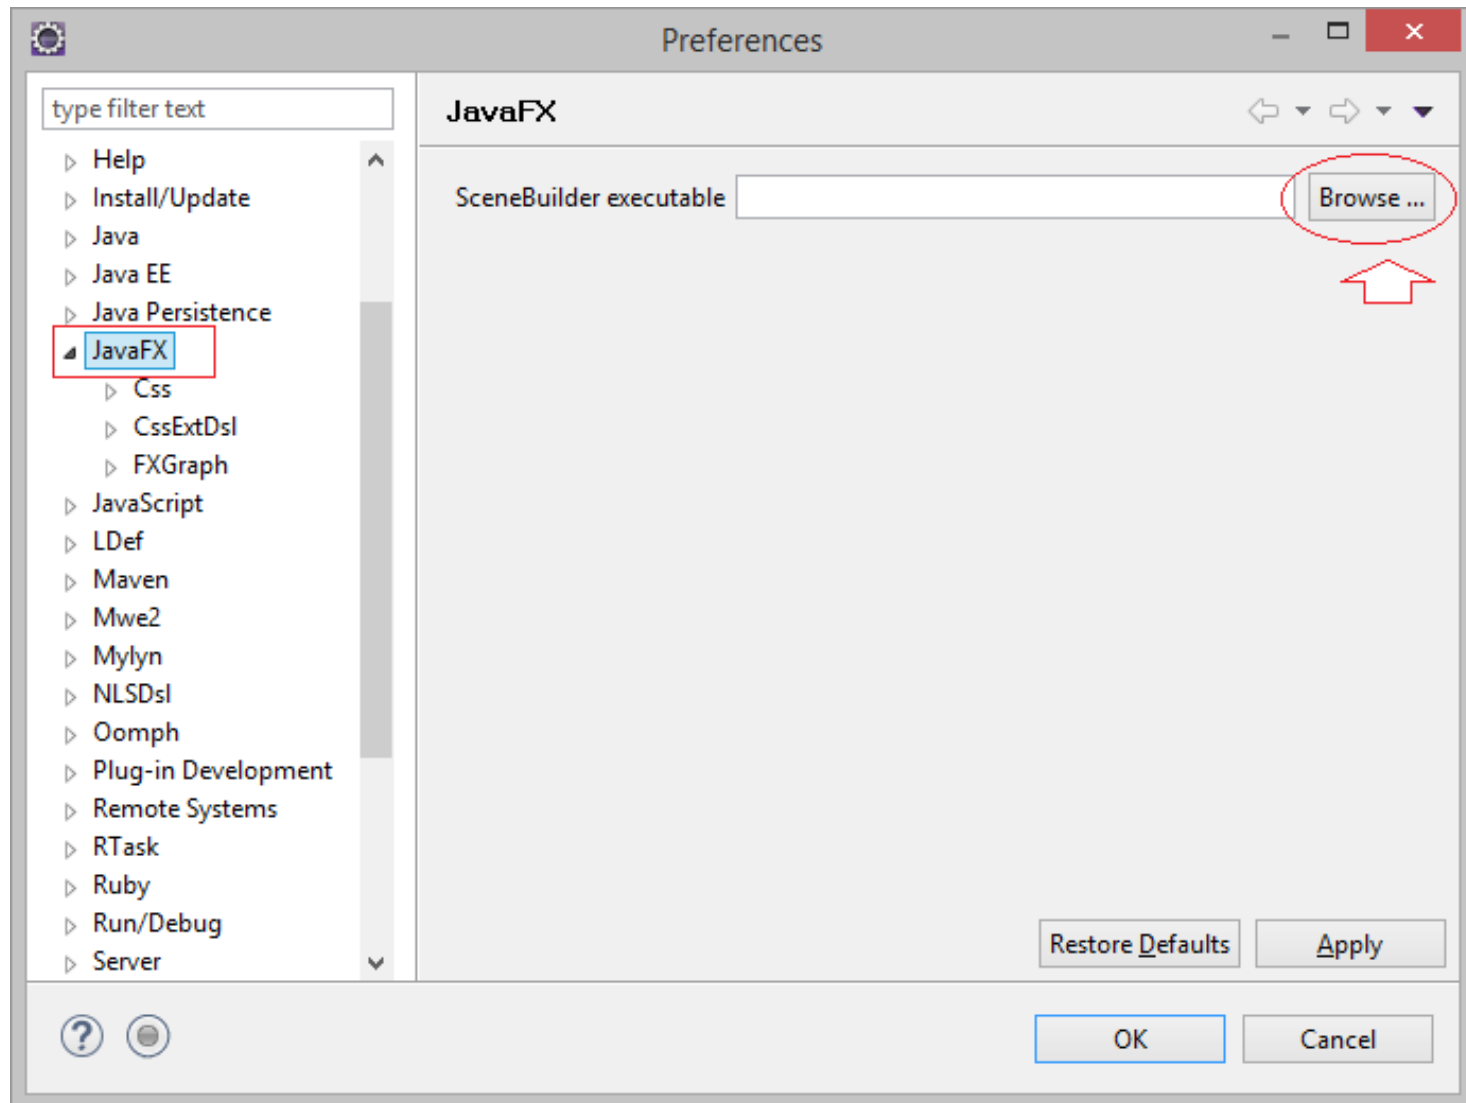 Preferences
type filter text
JavaFX
Help
Install/Update
Java
Java EE
Java Persistence
JavaFX
Css
CssExtDsl
FXGraph
JavaScript
LDef
Maven
Mwe2
Mylyn
NLSDsl
Oomph
Plug-in Development
Remote Systems
RTask
Ruby
Run/Debug
Server
SceneBuilder executable
Browse ...
Restore Defaults
Apply
?
OK
Cancel